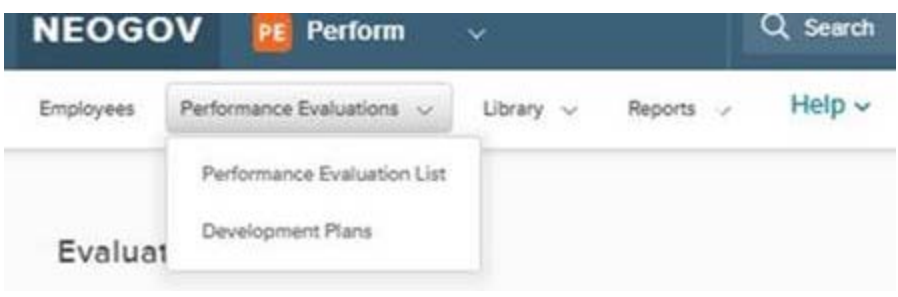 NEOGOV PE Perform Search
Employees Performance Evaluations Library Reports Help
Performance Evaluation List
Development Plans
Evaluat